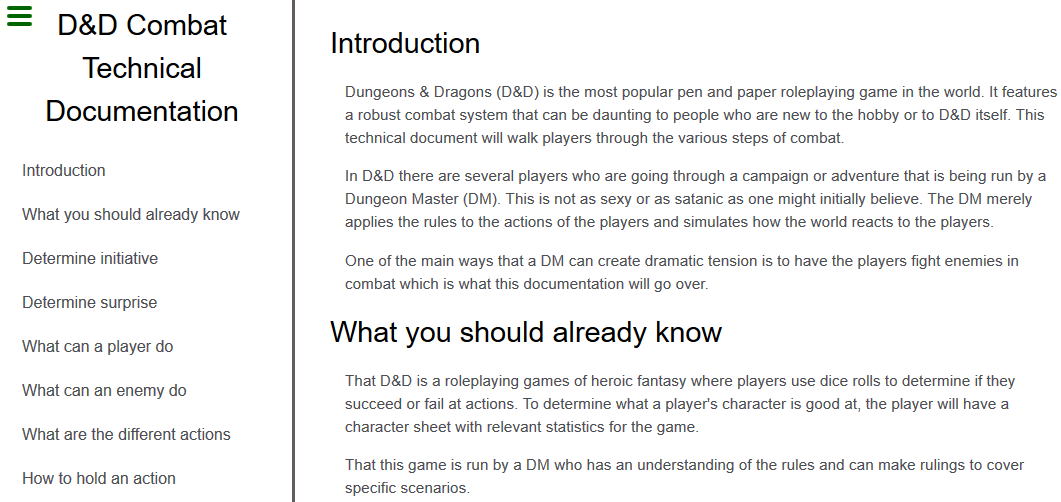 D&D Combat
Technical
Documentation
Introduction
What you should already know
Determine initiative
Determine surprise
What can a player do
What can an enemy do
What are the different actions
How to hold an action
Introduction
Dungeons & Dragons (D&D) is the most popular pen and paper roleplaying game in the world. It features
a robust combat system that can be daunting to people who are new to the hobby or to D&D itself. This
technical document will walk players through the various steps of combat.
In D&D there are several players who are going through a campaign or adventure that is being run by a
Dungeon Master (DM). This is not as sexy or as satanic as one might initially believe. The DM merely
applies the rules to the actions of the players and simulates how the world reacts to the players.
One of the main ways that a DM can create dramatic tension is to have the players fight enemies in
combat which is what this documentation will go over.
What you should already know
That D&D is a roleplaying games of heroic fantasy where players use dice rolls to determine if they
succeed or fail at actions. To determine what a player's character is good at, the player will have a
character sheet with relevant statistics for the game.
That this game is run by a DM who has an understanding of the rules and can make rulings to cover
specific scenarios.